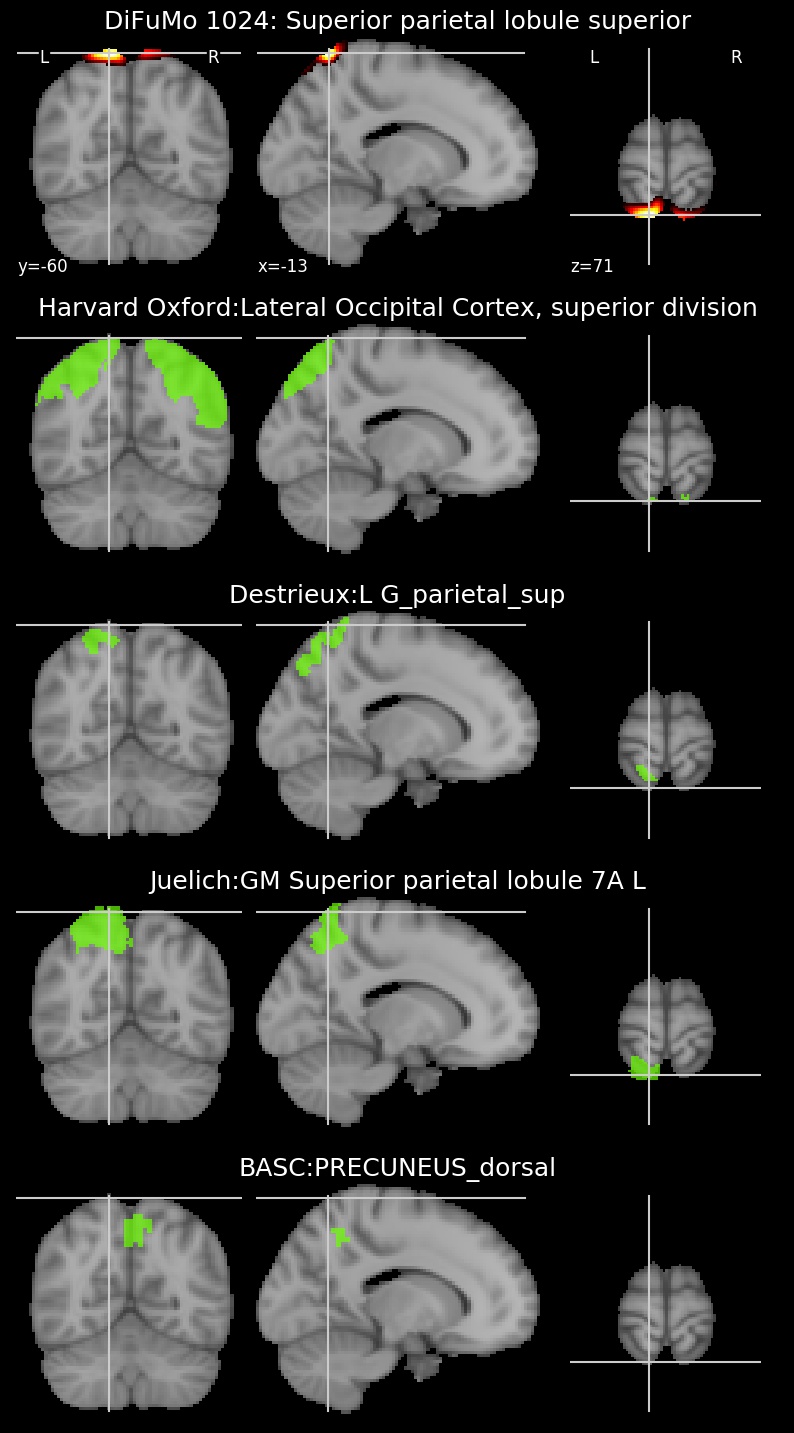 DiFuMo 1024: Superior parietal lobule superior
L R L R
y=-60 x=-13 z=71
Harvard Oxford:Lateral Occipital Cortex, superior division
Destrieux:L G_parietal_sup
Juelich:GM Superior parietal lobule 7A L
BASC:PRECUNEUS_dorsal